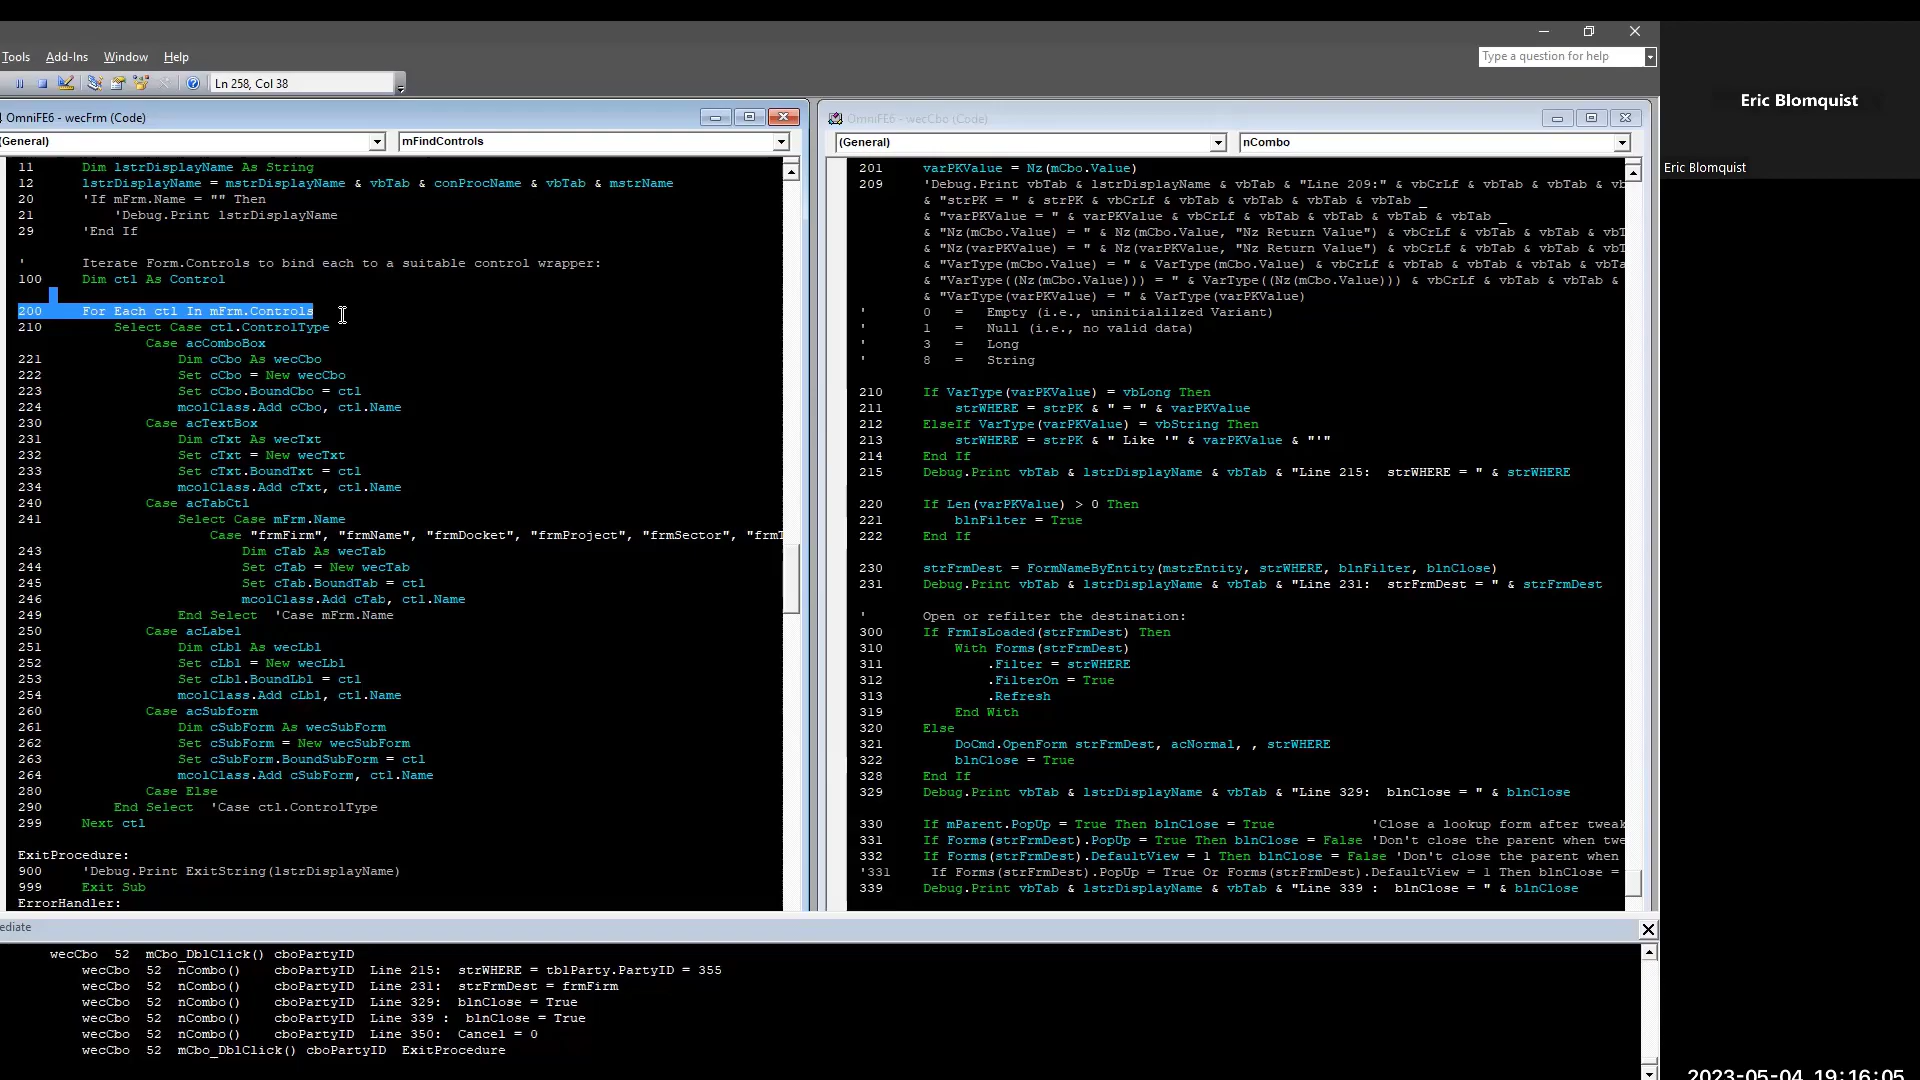 Tools Add-Ins Window Help
Type a question for help
Ln 258, Col 38
Eric Blomquist
Eric Blomquist
OmniFE6 - wecFrm (Code)
(General) mFindControls
11 Dim lstrDisplayName As String
12 lstrDisplayName = mstrDisplayName & vbTab & conProcName & vbTab & mstrName
20 'If mFrm.Name = "" Then
21 'Debug.Print lstrDisplayName
29 'End If
' Iterate Form.Controls to bind each to a suitable control wrapper:
100 Dim ctl As Control
200 For Each ctl In mFrm.Controls
210 Select Case ctl.ControlType
Case acComboBox
221 Dim cCbo As wecCbo
222 Set cCbo = New wecCbo
223 Set cCbo.BoundCbo = ctl
224 mcolClass.Add cCbo, ctl.Name
230 Case acTextBox
231 Dim cTxt As wecTxt
232 Set cTxt = New wecTxt
233 Set cTxt.BoundTxt = ctl
234 mcolClass.Add cTxt, ctl.Name
240 Case acTabCtl
241 Select Case mFrm.Name
Case "frmFirm", "frmName", "frmDocket", "frmProject", "frmSector", "frm
243 Dim cTab As wecTab
244 Set cTab = New wecTab
245 Set cTab.BoundTab = ctl
246 mcolClass.Add cTab, ctl.Name
249 End Select 'Case mFrm.Name
250 Case acLabel
251 Dim cLbl As wecLbl
252 Set cLbl = New wecLbl
253 Set cLbl.BoundLbl = ctl
254 mcolClass.Add cLbl, ctl.Name
260 Case acSubform
261 Dim cSubForm As wecSubForm
262 Set cSubForm = New wecSubForm
263 Set cSubForm.BoundSubForm = ctl
264 mcolClass.Add cSubForm, ctl.Name
280 Case Else
290 End Select 'Case ctl.ControlType
299 Next ctl
ExitProcedure:
900 'Debug.Print ExitString(lstrDisplayName)
999 Exit Sub
ErrorHandler:
OmniFE6 - wecCbo (Code)
(General) nCombo
201 varPKValue = Nz(mCbo.Value)
209 'Debug.Print vbTab & lstrDisplayName & vbTab & "Line 209:" & vbCrLf & vbTab & vbTab & vb
& "strPK = " & strPK & vbCrLf & vbTab & vbTab & vbTab & vbTab _
& "varPKValue = " & varPKValue & vbCrLf & vbTab & vbTab & vbTab & vbTab _
& "Nz(mCbo.Value) = " & Nz(mCbo.Value, "Nz Return Value") & vbCrLf & vbTab & vbTab & vbT
& "Nz(varPKValue) = " & Nz(varPKValue, "Nz Return Value") & vbCrLf & vbTab & vbTab & vbT
& "VarType(mCbo.Value) = " & VarType(mCbo.Value) & vbCrLf & vbTab & vbTab & vbTab & vbTa
& "VarType((Nz(mCbo.Value))) = " & VarType((Nz(mCbo.Value))) & vbCrLf & vbTab & vbTab &
& "VarType(varPKValue) = " & VarType(varPKValue)
' 0 = Empty (i.e., uninitialilzed Variant)
' 1 = Null (i.e., no valid data)
' 3 = Long
' 8 = String
210 If VarType(varPKValue) = vbLong Then
211 strWHERE = strPK & " = " & varPKValue
212 ElseIf VarType(varPKValue) = vbString Then
213 strWHERE = strPK & " Like '" & varPKValue & "'"
214 End If
215 Debug.Print vbTab & lstrDisplayName & vbTab & "Line 215:  strWHERE = " & strWHERE
220 If Len(varPKValue) > 0 Then
221 blnFilter = True
222 End If
230 strFrmDest = FormNameByEntity(mstrEntity, strWHERE, blnFilter, blnClose)
231 Debug.Print vbTab & lstrDisplayName & vbTab & "Line 231:  strFrmDest = " & strFrmDest
' Open or refilter the destination:
300 If FrmIsLoaded(strFrmDest) Then
310 With Forms(strFrmDest)
311 .Filter = strWHERE
312 .FilterOn = True
313 .Refresh
319 End With
320 Else
321 DoCmd.OpenForm strFrmDest, acNormal, , strWHERE
322 blnClose = True
328 End If
329 Debug.Print vbTab & lstrDisplayName & vbTab & "Line 329:  blnClose = " & blnClose
330 If mParent.PopUp = True Then blnClose = True 'Close a lookup form after tweak
331 If Forms(strFrmDest).PopUp = True Then blnClose = False 'Don't close the parent when twe
332 If Forms(strFrmDest).DefaultView = 1 Then blnClose = False 'Don't close the parent when
'331 If Forms(strFrmDest).PopUp = True Or Forms(strFrmDest).DefaultView = 1 Then blnClose =
339 Debug.Print vbTab & lstrDisplayName & vbTab & "Line 339 :  blnClose = " & blnClose
ediate
wecCbo 52 mCbo_DblClick() cboPartyID
wecCbo 52 nCombo() cboPartyID Line 215:  strWHERE = tblParty.PartyID = 355
wecCbo 52 nCombo() cboPartyID Line 231:  strFrmDest = frmFirm
wecCbo 52 nCombo() cboPartyID Line 329:  blnClose = True
wecCbo 52 nCombo() cboPartyID Line 339 :  blnClose = True
wecCbo 52 nCombo() cboPartyID Line 350:  Cancel = 0
wecCbo 52 mCbo_DblClick() cboPartyID ExitProcedure
2023-05-04 19:16:05